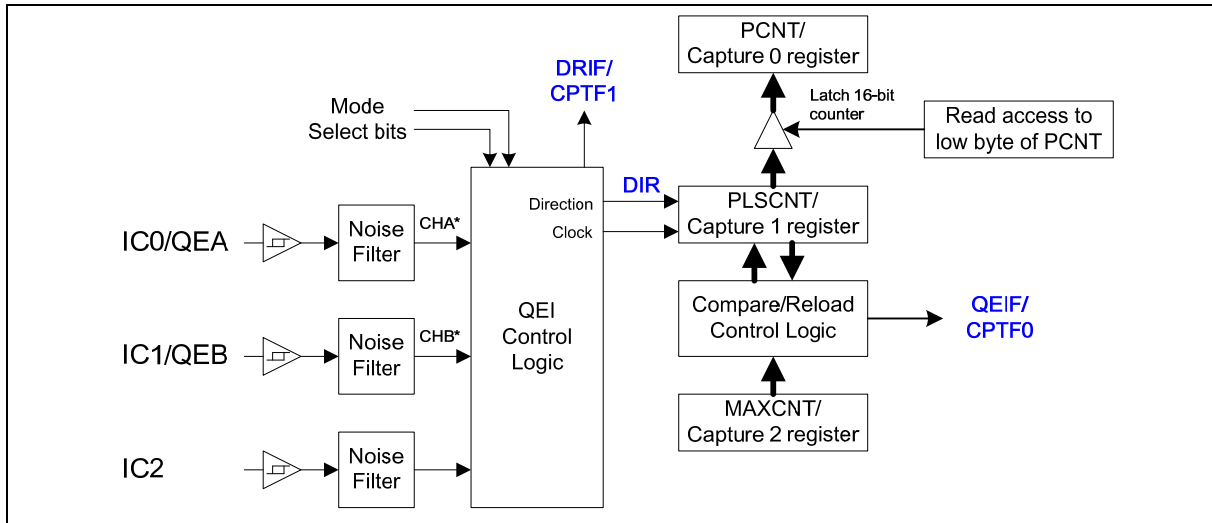 PCNT/
Capture 0 register
DRIF/
CPTF1
Mode
Select bits
Latch 16-bit
counter
Read access to
low byte of PCNT
Direction
DIR
PLSCNT/
Capture 1 register
Clock
IC0/QEA
Noise
Filter
CHA*
QEI
Control
Logic
Compare/Reload
Control Logic
QEIF/
CPTF0
IC1/QEB
Noise
Filter
CHB*
MAXCNT/
Capture 2 register
IC2
Noise
Filter